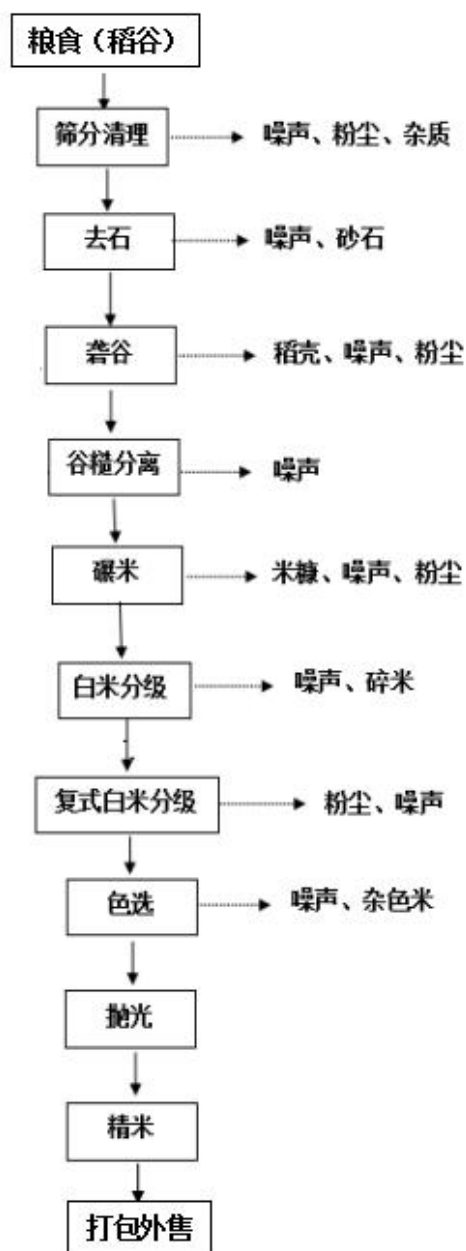 粮食（稻谷）
筛分清理
噪声、粉尘、杂质
去石
噪声、砂石
砻谷
稻壳、噪声、粉尘
谷糙分离
噪声
碾米
米糠、噪声、粉尘
白米分级
噪声、碎米
复式白米分级
粉尘、噪声
色选
噪声、杂色米
抛光
精米
打包外售